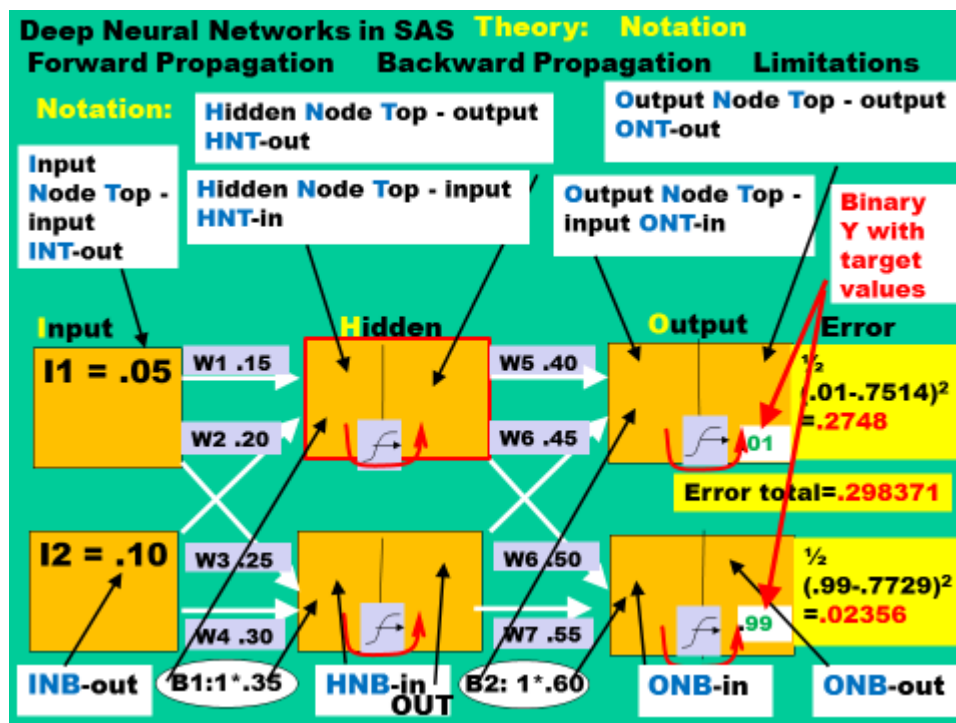 Deep Neural Networks in SAS Theory: Notation
Forward Propagation Backward Propagation Limitations
Notation:
Input
Node Top -
input
INT-out
Hidden Node Top - output
HNT-out
Hidden Node Top - input
HNT-in
Output Node Top - output
ONT-out
Output Node Top -
input ONT-in
Binary
Y with
target
values
Input
Hidden
Output
Error
I1 = .05
W1 .15
W2 .20
W5 .40
W6 .45
.01
½
(.01-.7514)²
=.2748
Error total=.298371
I2 = .10
W3 .25
W4 .30
W6 .50
W7 .55
.99
½
(.99-.7729)²
=.02356
INB-out
B1:1*.35
HNB-in
OUT
B2: 1*.60
ONB-in
ONB-out